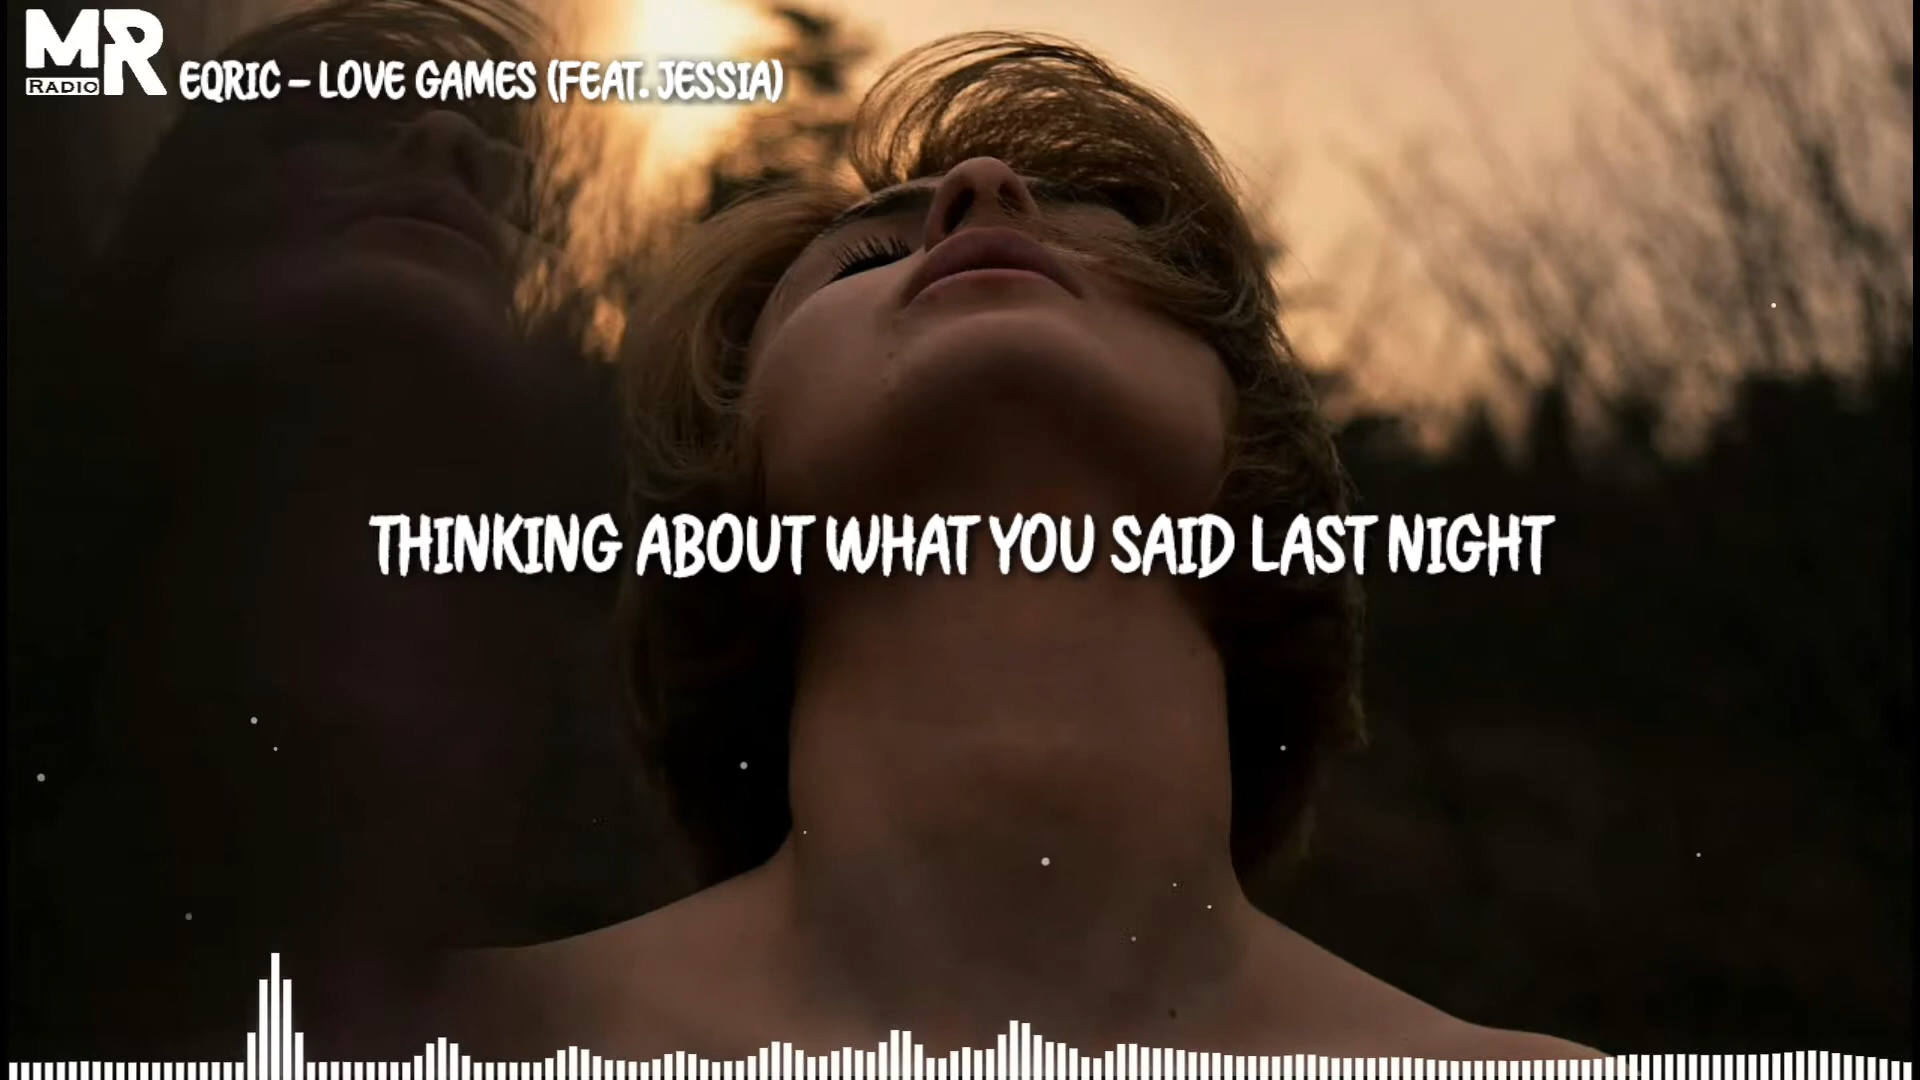 MR
RADIO
EQRIC – LOVE GAMES (FEAT. JESSIA)
THINKING ABOUT WHAT YOU SAID LAST NIGHT